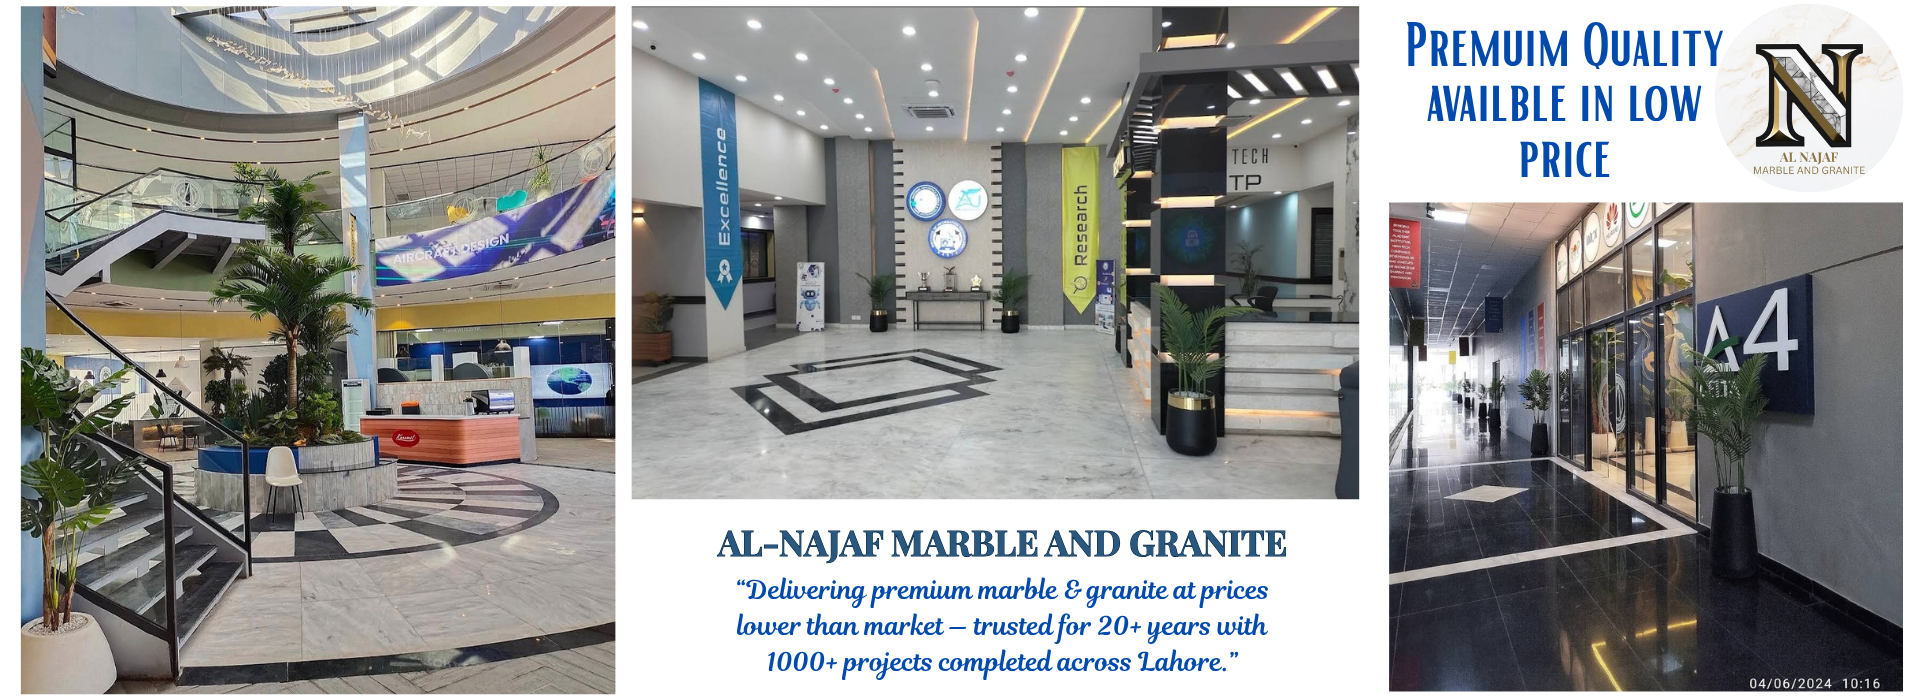 AIRCRAFT DESIGN
Karamel
Excellence
Research
TECH
TP
AU
PREMUIM QUALITY
AVAILBLE IN LOW
PRICE
N
AL NAJAF
MARBLE AND GRANITE
A4
04/06/2024 10:16
AL-NAJAF MARBLE AND GRANITE
“Delivering premium marble & granite at prices
lower than market – trusted for 20+ years with
1000+ projects completed across Lahore.”